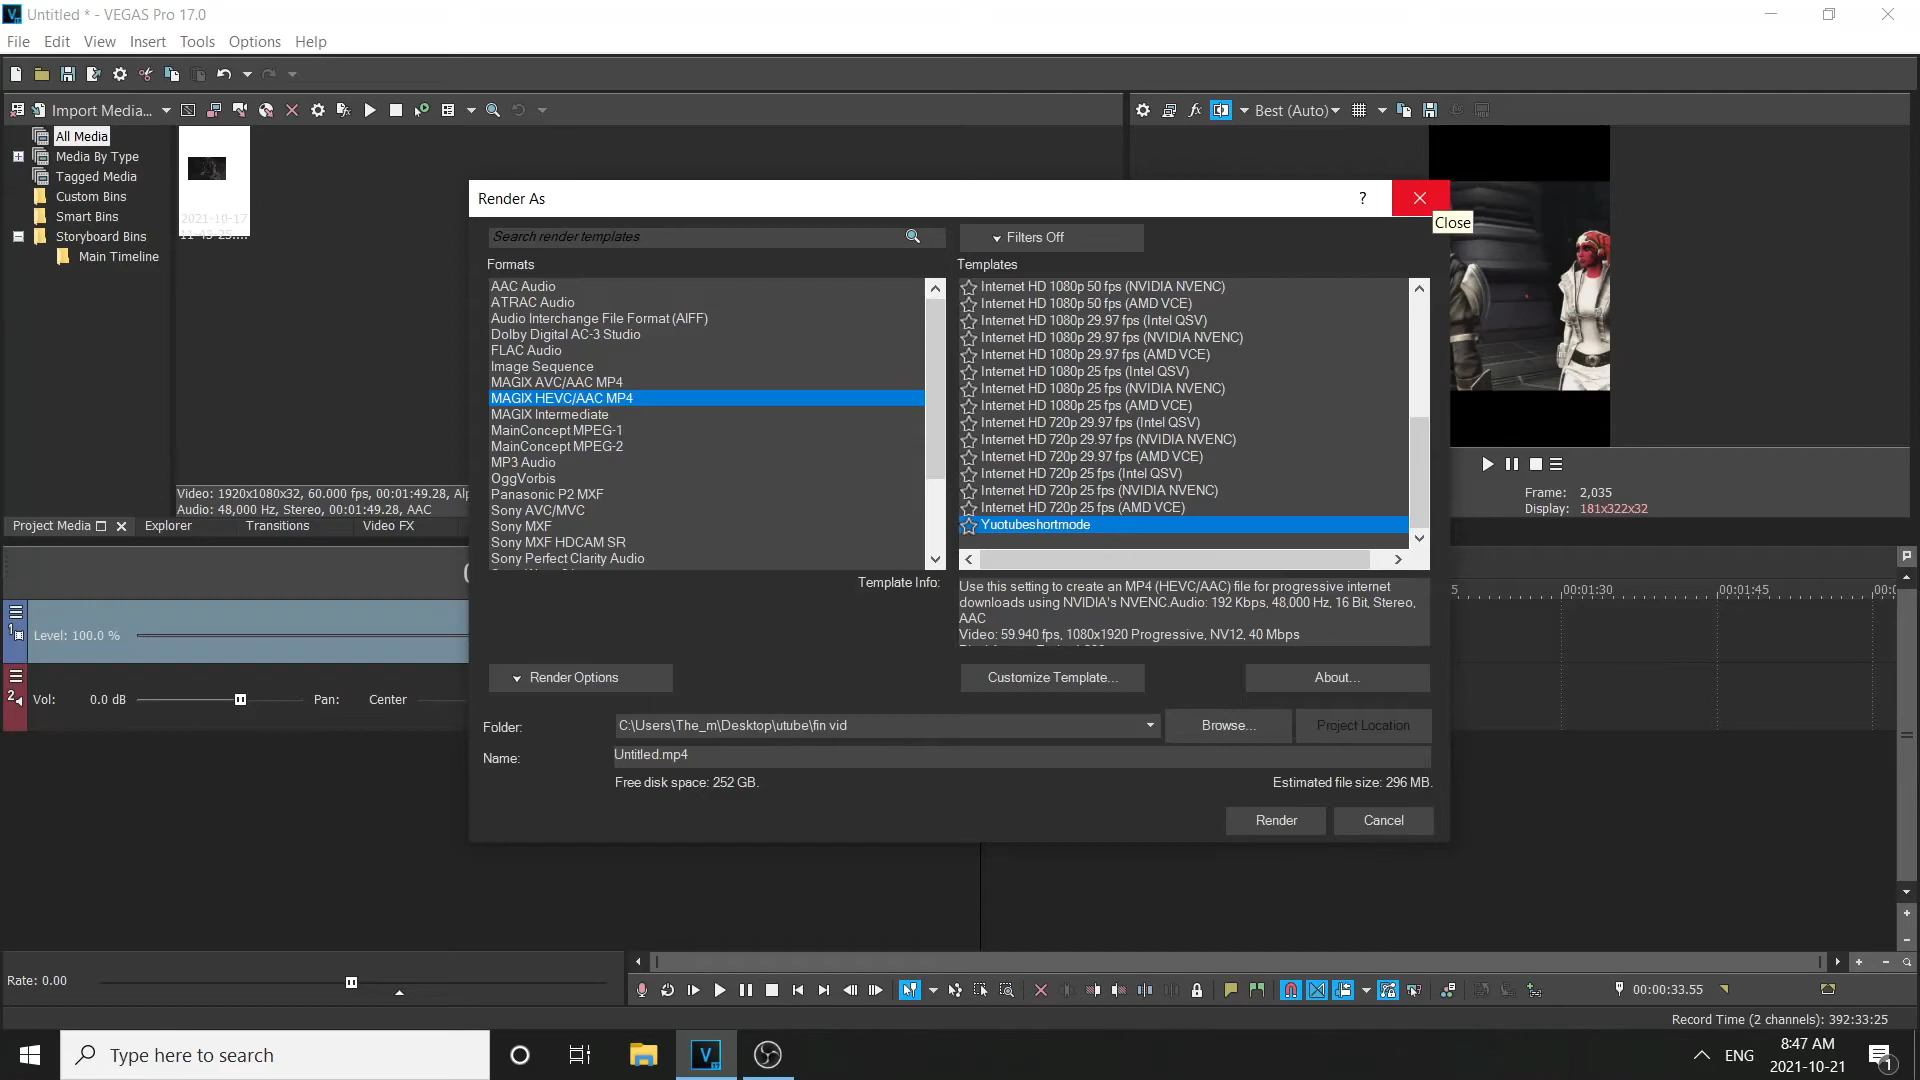 Untitled * - VEGAS Pro 17.0
File Edit View Insert Tools Options Help
Import Media...
Best (Auto)
All Media
Media By Type
Tagged Media
Custom Bins
Smart Bins
Storyboard Bins
Main Timeline
2021-10-17
11-43-25....
Video: 1920x1080x32, 60.000 fps, 00:01:49.28, Alp
Audio: 48,000 Hz, Stereo, 00:01:49.28, AAC
Project Media Explorer Transitions Video FX
Render As
?
Close
Search render templates
Filters Off
Formats
AAC Audio
ATRAC Audio
Audio Interchange File Format (AIFF)
Dolby Digital AC-3 Studio
FLAC Audio
Image Sequence
MAGIX AVC/AAC MP4
MAGIX HEVC/AAC MP4
MAGIX Intermediate
MainConcept MPEG-1
MainConcept MPEG-2
MP3 Audio
OggVorbis
Panasonic P2 MXF
Sony AVC/MVC
Sony MXF
Sony MXF HDCAM SR
Sony Perfect Clarity Audio
Templates
Internet HD 1080p 50 fps (NVIDIA NVENC)
Internet HD 1080p 50 fps (AMD VCE)
Internet HD 1080p 29.97 fps (Intel QSV)
Internet HD 1080p 29.97 fps (NVIDIA NVENC)
Internet HD 1080p 29.97 fps (AMD VCE)
Internet HD 1080p 25 fps (Intel QSV)
Internet HD 1080p 25 fps (NVIDIA NVENC)
Internet HD 1080p 25 fps (AMD VCE)
Internet HD 720p 29.97 fps (Intel QSV)
Internet HD 720p 29.97 fps (NVIDIA NVENC)
Internet HD 720p 29.97 fps (AMD VCE)
Internet HD 720p 25 fps (Intel QSV)
Internet HD 720p 25 fps (NVIDIA NVENC)
Internet HD 720p 25 fps (AMD VCE)
Yuotubeshortmode
Template Info:
Use this setting to create an MP4 (HEVC/AAC) file for progressive internet
downloads using NVIDIA's NVENC.Audio: 192 Kbps, 48,000 Hz, 16 Bit, Stereo,
AAC
Video: 59.940 fps, 1080x1920 Progressive, NV12, 40 Mbps
Render Options
Customize Template...
About...
Folder:
C:\Users\The_m\Desktop\utube\fin vid
Browse...
Project Location
Name:
Untitled.mp4
Free disk space: 252 GB.
Estimated file size: 296 MB.
Render
Cancel
Frame: 2,035
Display: 181x322x32
1
Level: 100.0 %
2
Vol: 0.0 dB Pan: Center
5 00:01:30 00:01:45 00:0
Rate: 0.00
00:00:33.55
Record Time (2 channels): 392:33:25
Type here to search
ENG
8:47 AM
2021-10-21
1